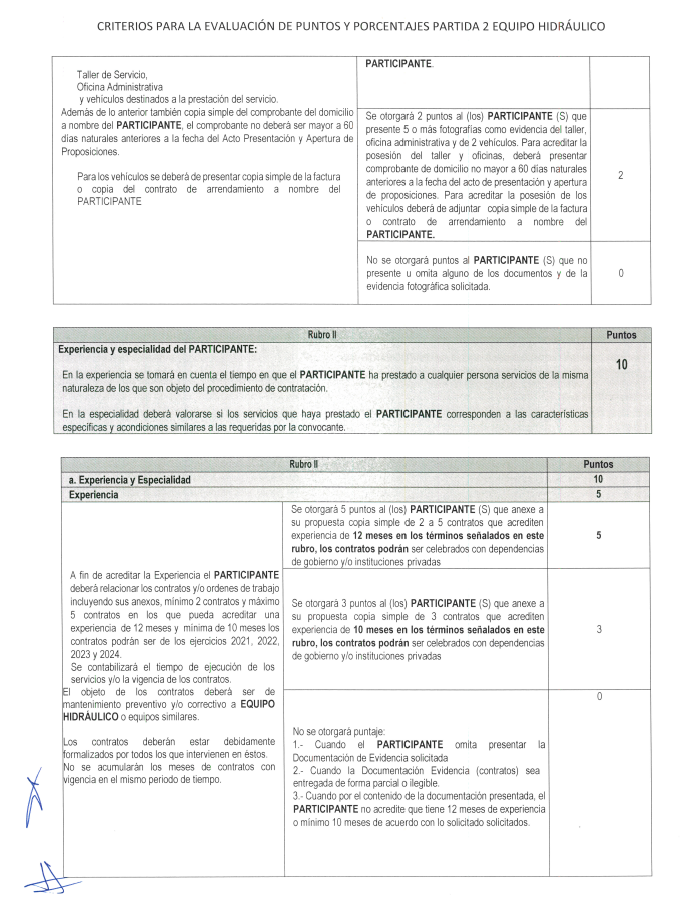 CRITERIOS PARA LA EVALUACIÓN DE PUNTOS Y PORCENTAJES PARTIDA 2 EQUIPO HIDRÁULICO
Taller de Servicio,
Oficina Administrativa
y vehículos destinados a la prestación del servicio.
Además de lo anterior también copia simple del comprobante del domicilio
a nombre del PARTICIPANTE, el comprobante no deberá ser mayor a 60
días naturales anteriores a la fecha del Acto Presentación y Apertura de
Proposiciones.
Para los vehículos se deberá de presentar copia simple de la factura
o copia del contrato de arrendamiento a nombre del
PARTICIPANTE
PARTICIPANTE.
Se otorgará 2 puntos al (los) PARTICIPANTE (S) que
presente 5 o más fotografías como evidencia del taller,
oficina administrativa y de 2 vehículos. Para acreditar la
posesión del taller y oficinas, deberá presentar
comprobante de domicilio no mayor a 60 días naturales
anteriores a la fecha del acto de presentación y apertura
de proposiciones. Para acreditar la posesión de los
vehículos deberá de adjuntar copia simple de la factura
o contrato de arrendamiento a nombre del
PARTICIPANTE.
2
No se otorgará puntos al PARTICIPANTE (S) que no
presente u omita alguno de los documentos y de la
evidencia fotográfica solicitada.
0
Rubro II
Puntos
Experiencia y especialidad del PARTICIPANTE:
10
En la experiencia se tomará en cuenta el tiempo en que el PARTICIPANTE ha prestado a cualquier persona servicios de la misma
naturaleza de los que son objeto del procedimiento de contratación.
En la especialidad deberá valorarse si los servicios que haya prestado el PARTICIPANTE corresponden a las características
específicas y acondiciones similares a las requeridas por la convocante.
Rubro II
Puntos
a. Experiencia y Especialidad
10
Experiencia
5
A fin de acreditar la Experiencia el PARTICIPANTE
deberá relacionar los contratos y/o ordenes de trabajo
incluyendo sus anexos, mínimo 2 contratos y máximo
5 contratos en los que pueda acreditar una
experiencia de 12 meses y mínima de 10 meses los
contratos podrán ser de los ejercicios 2021, 2022,
2023 y 2024.
Se contabilizará el tiempo de ejecución de los
servicios y/o la vigencia de los contratos.
El objeto de los contratos deberá ser de
mantenimiento preventivo y/o correctivo a EQUIPO
HIDRÁULICO o equipos similares.
Los contratos deberán estar debidamente
formalizados por todos los que intervienen en éstos.
No se acumularán los meses de contratos con
vigencia en el mismo periodo de tiempo.
Se otorgará 5 puntos al (los) PARTICIPANTE (S) que anexe a
su propuesta copia simple de 2 a 5 contratos que acrediten
experiencia de 12 meses en los términos señalados en este
rubro, los contratos podrán ser celebrados con dependencias
de gobierno y/o instituciones privadas
5
Se otorgará 3 puntos al (los) PARTICIPANTE (S) que anexe a
su propuesta copia simple de 3 contratos que acrediten
experiencia de 10 meses en los términos señalados en este
rubro, los contratos podrán ser celebrados con dependencias
de gobierno y/o instituciones privadas
3
0
No se otorgará puntaje:
1.- Cuando el PARTICIPANTE omita presentar la
Documentación de Evidencia solicitada
2.- Cuando la Documentación Evidencia (contratos) sea
entregada de forma parcial o ilegible.
3.- Cuando por el contenido de la documentación presentada, el
PARTICIPANTE no acredite que tiene 12 meses de experiencia
o mínimo 10 meses de acuerdo con lo solicitado solicitados.